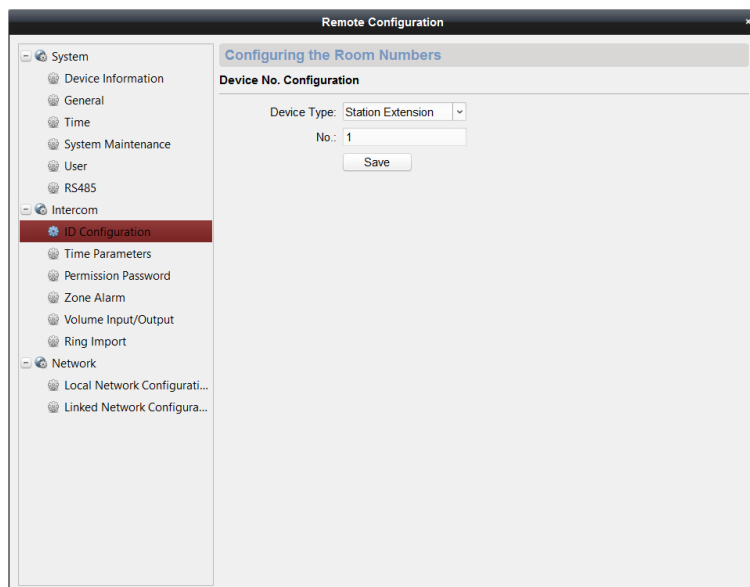 Remote Configuration
System
Device Information
General
Time
System Maintenance
User
RS485
Intercom
ID Configuration
Time Parameters
Permission Password
Zone Alarm
Volume Input/Output
Ring Import
Network
Local Network Configurati...
Linked Network Configura...
Configuring the Room Numbers
Device No. Configuration
Device Type: Station Extension
No.: 1
Save